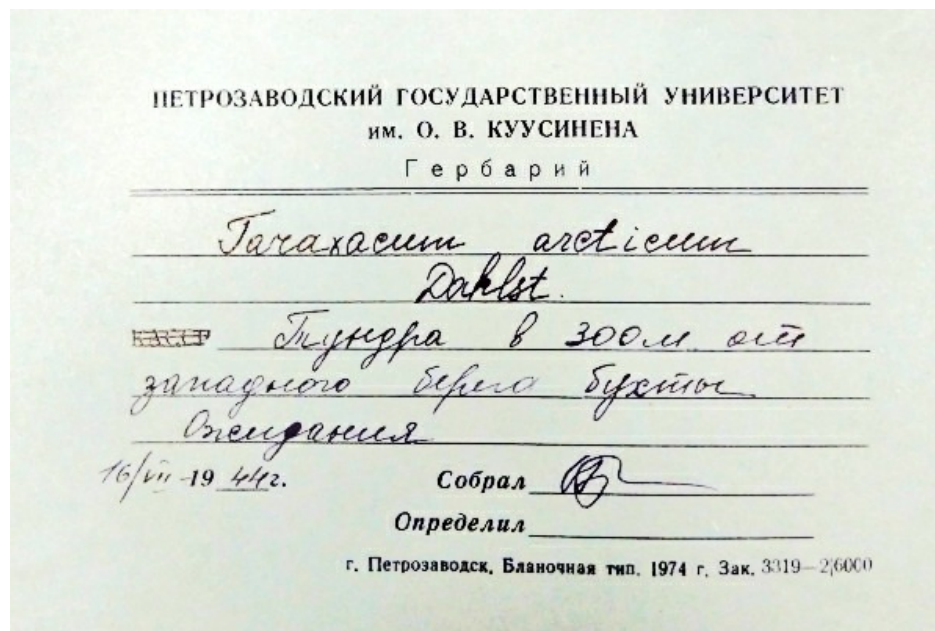 ПЕТРОЗАВОДСКИЙ ГОСУДАРСТВЕННЫЙ УНИВЕРСИТЕТ
им. О. В. КУУСИНЕНА
Гербарий
Taraxacum arcticum
Dahlst.
Тундра в 300 м от
западного берега бухты
Ожидания
16/VII 1944 г.
Собрал
Определил
г. Петрозаводск, Бланочная тип. 1974 г. Зак. 3319—2/6000